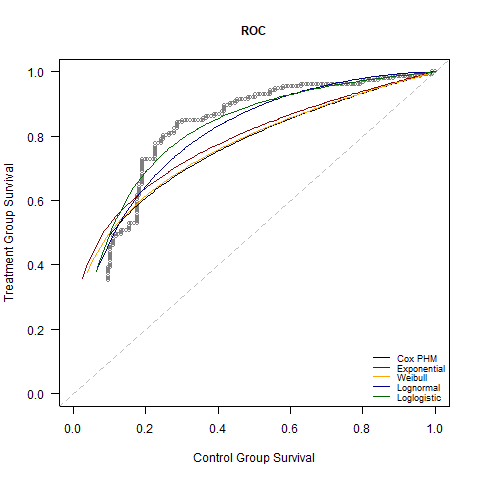 ROC
Treatment Group Survival
1.0
0.8
0.6
0.4
0.2
0.0
Cox PHM
Exponential
Weibull
Lognormal
Loglogistic
0.0 0.2 0.4 0.6 0.8 1.0
Control Group Survival